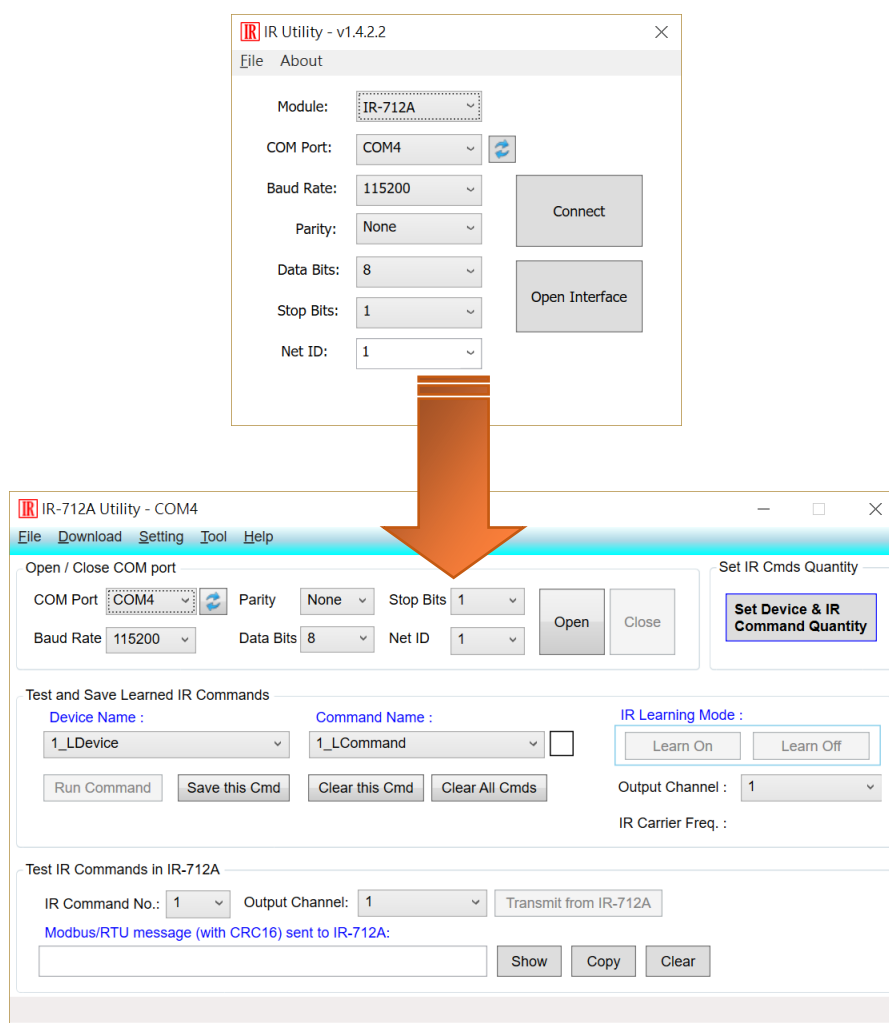 IR IR Utility - v1.4.2.2
File About
Module: IR-712A
COM Port: COM4
Baud Rate: 115200
Connect
Parity: None
Data Bits: 8
Open Interface
Stop Bits: 1
Net ID: 1
IR IR-712A Utility - COM4
File Download Setting Tool Help
Open / Close COM port
Set IR Cmds Quantity
COM Port COM4 Parity None Stop Bits 1
Open Close
Set Device & IR
Command Quantity
Baud Rate 115200 Data Bits 8 Net ID 1
Test and Save Learned IR Commands
Device Name : Command Name : IR Learning Mode :
1_LDevice 1_LCommand Learn On Learn Off
Run Command Save this Cmd Clear this Cmd Clear All Cmds Output Channel : 1
IR Carrier Freq. :
Test IR Commands in IR-712A
IR Command No.: 1 Output Channel: 1 Transmit from IR-712A
Modbus/RTU message (with CRC16) sent to IR-712A:
Show Copy Clear